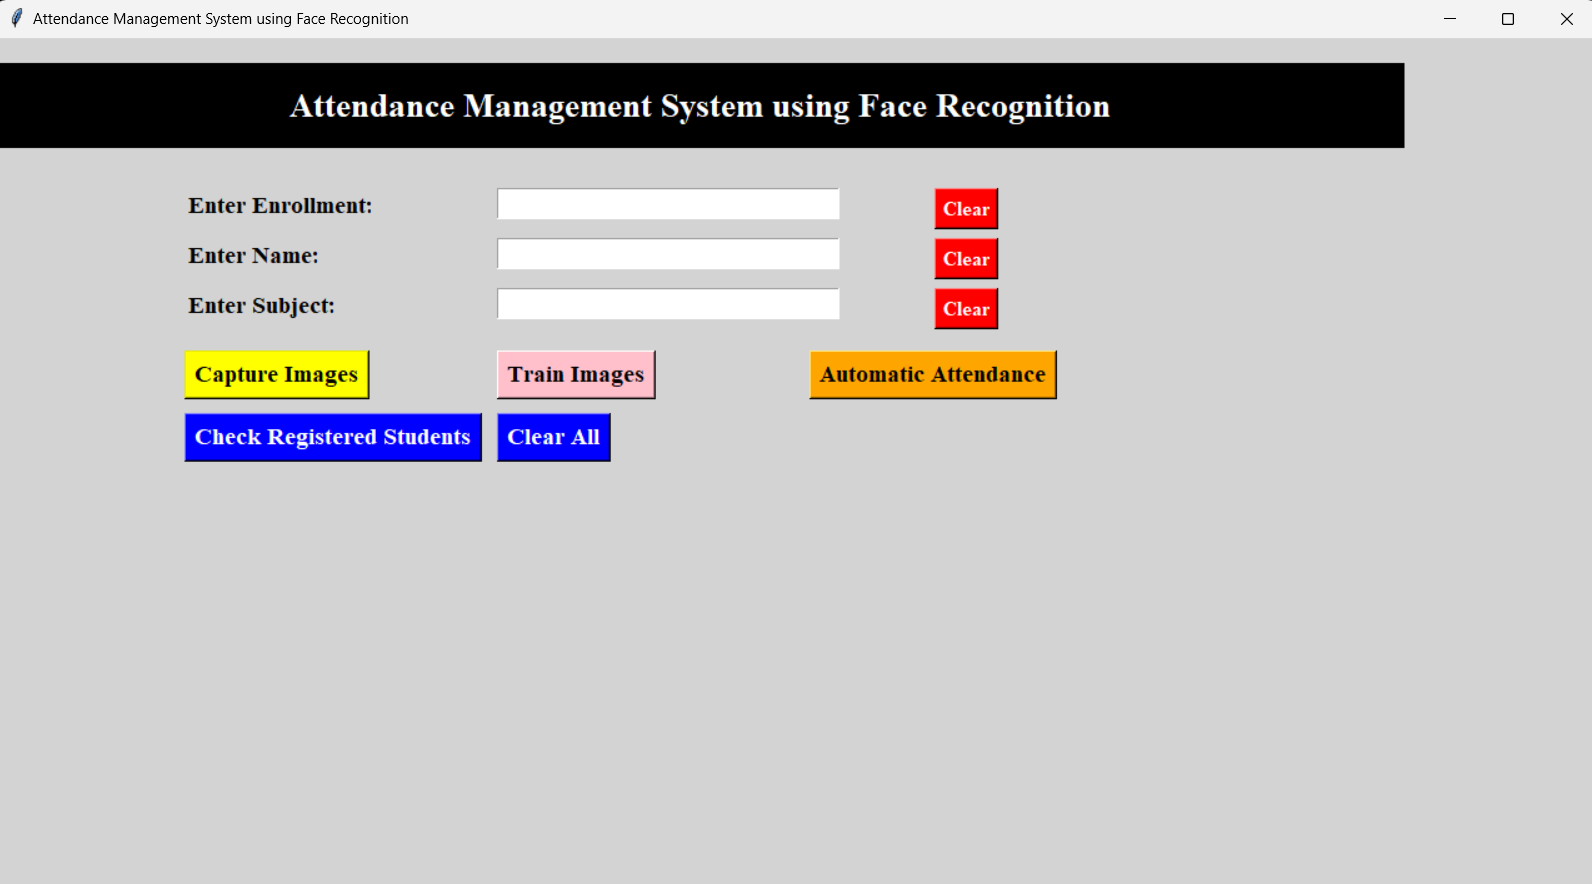 Attendance Management System using Face Recognition
Attendance Management System using Face Recognition
Enter Enrollment: Clear
Enter Name: Clear
Enter Subject: Clear
Capture Images Train Images Automatic Attendance
Check Registered Students Clear All